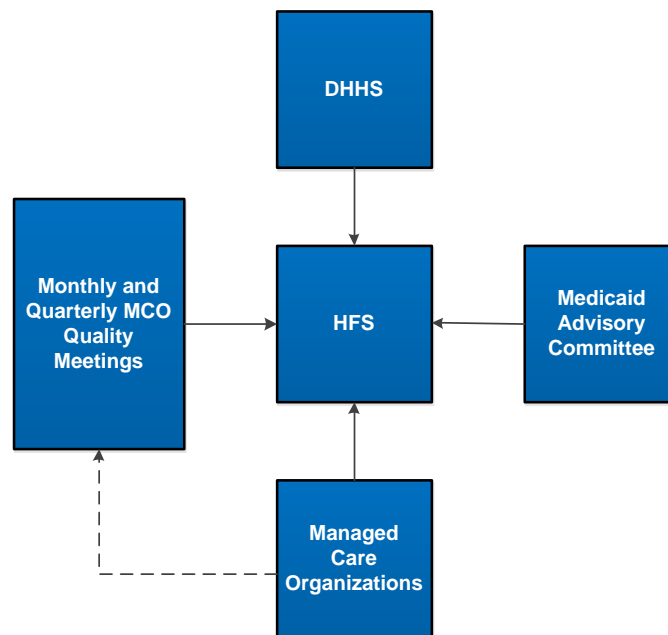 DHHS
Monthly and
Quarterly MCO
Quality
Meetings
HFS
Medicaid
Advisory
Committee
Managed
Care
Organizations